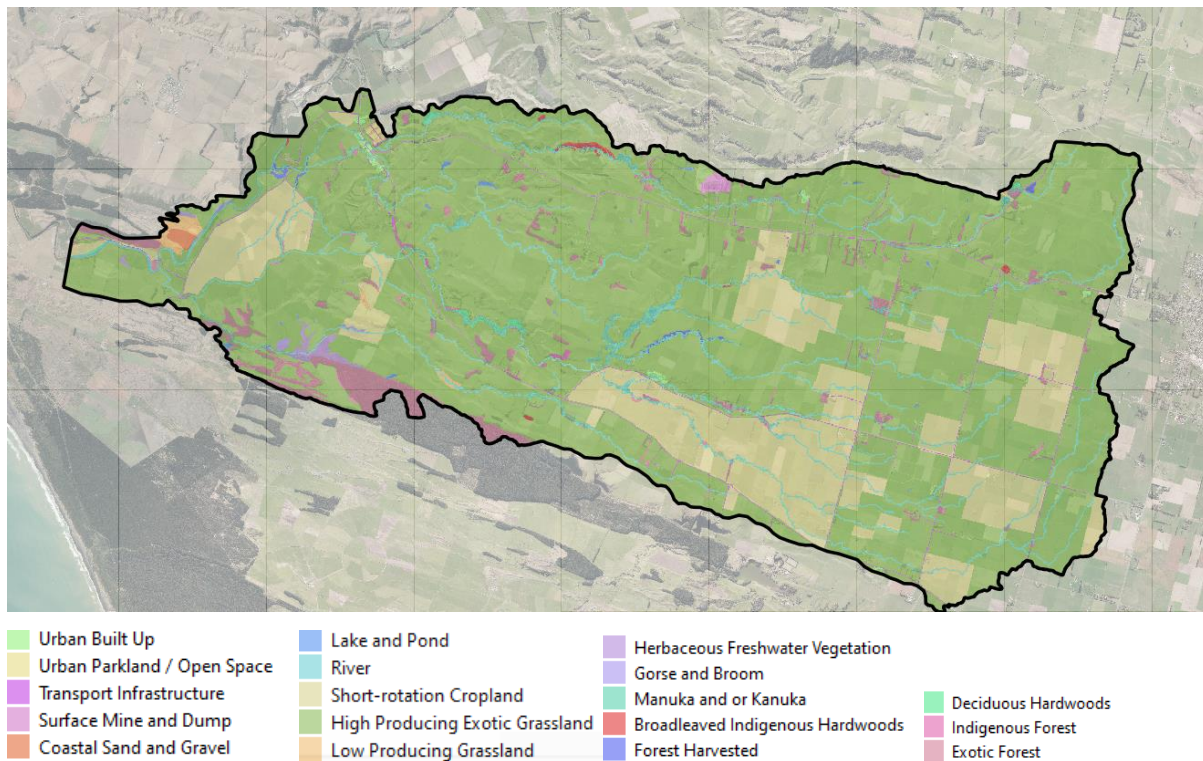 Urban Built Up
Urban Parkland / Open Space
Transport Infrastructure
Surface Mine and Dump
Coastal Sand and Gravel
Lake and Pond
River
Short-rotation Cropland
High Producing Exotic Grassland
Low Producing Grassland
Herbaceous Freshwater Vegetation
Gorse and Broom
Manuka and or Kanuka
Broadleaved Indigenous Hardwoods
Forest Harvested
Deciduous Hardwoods
Indigenous Forest
Exotic Forest